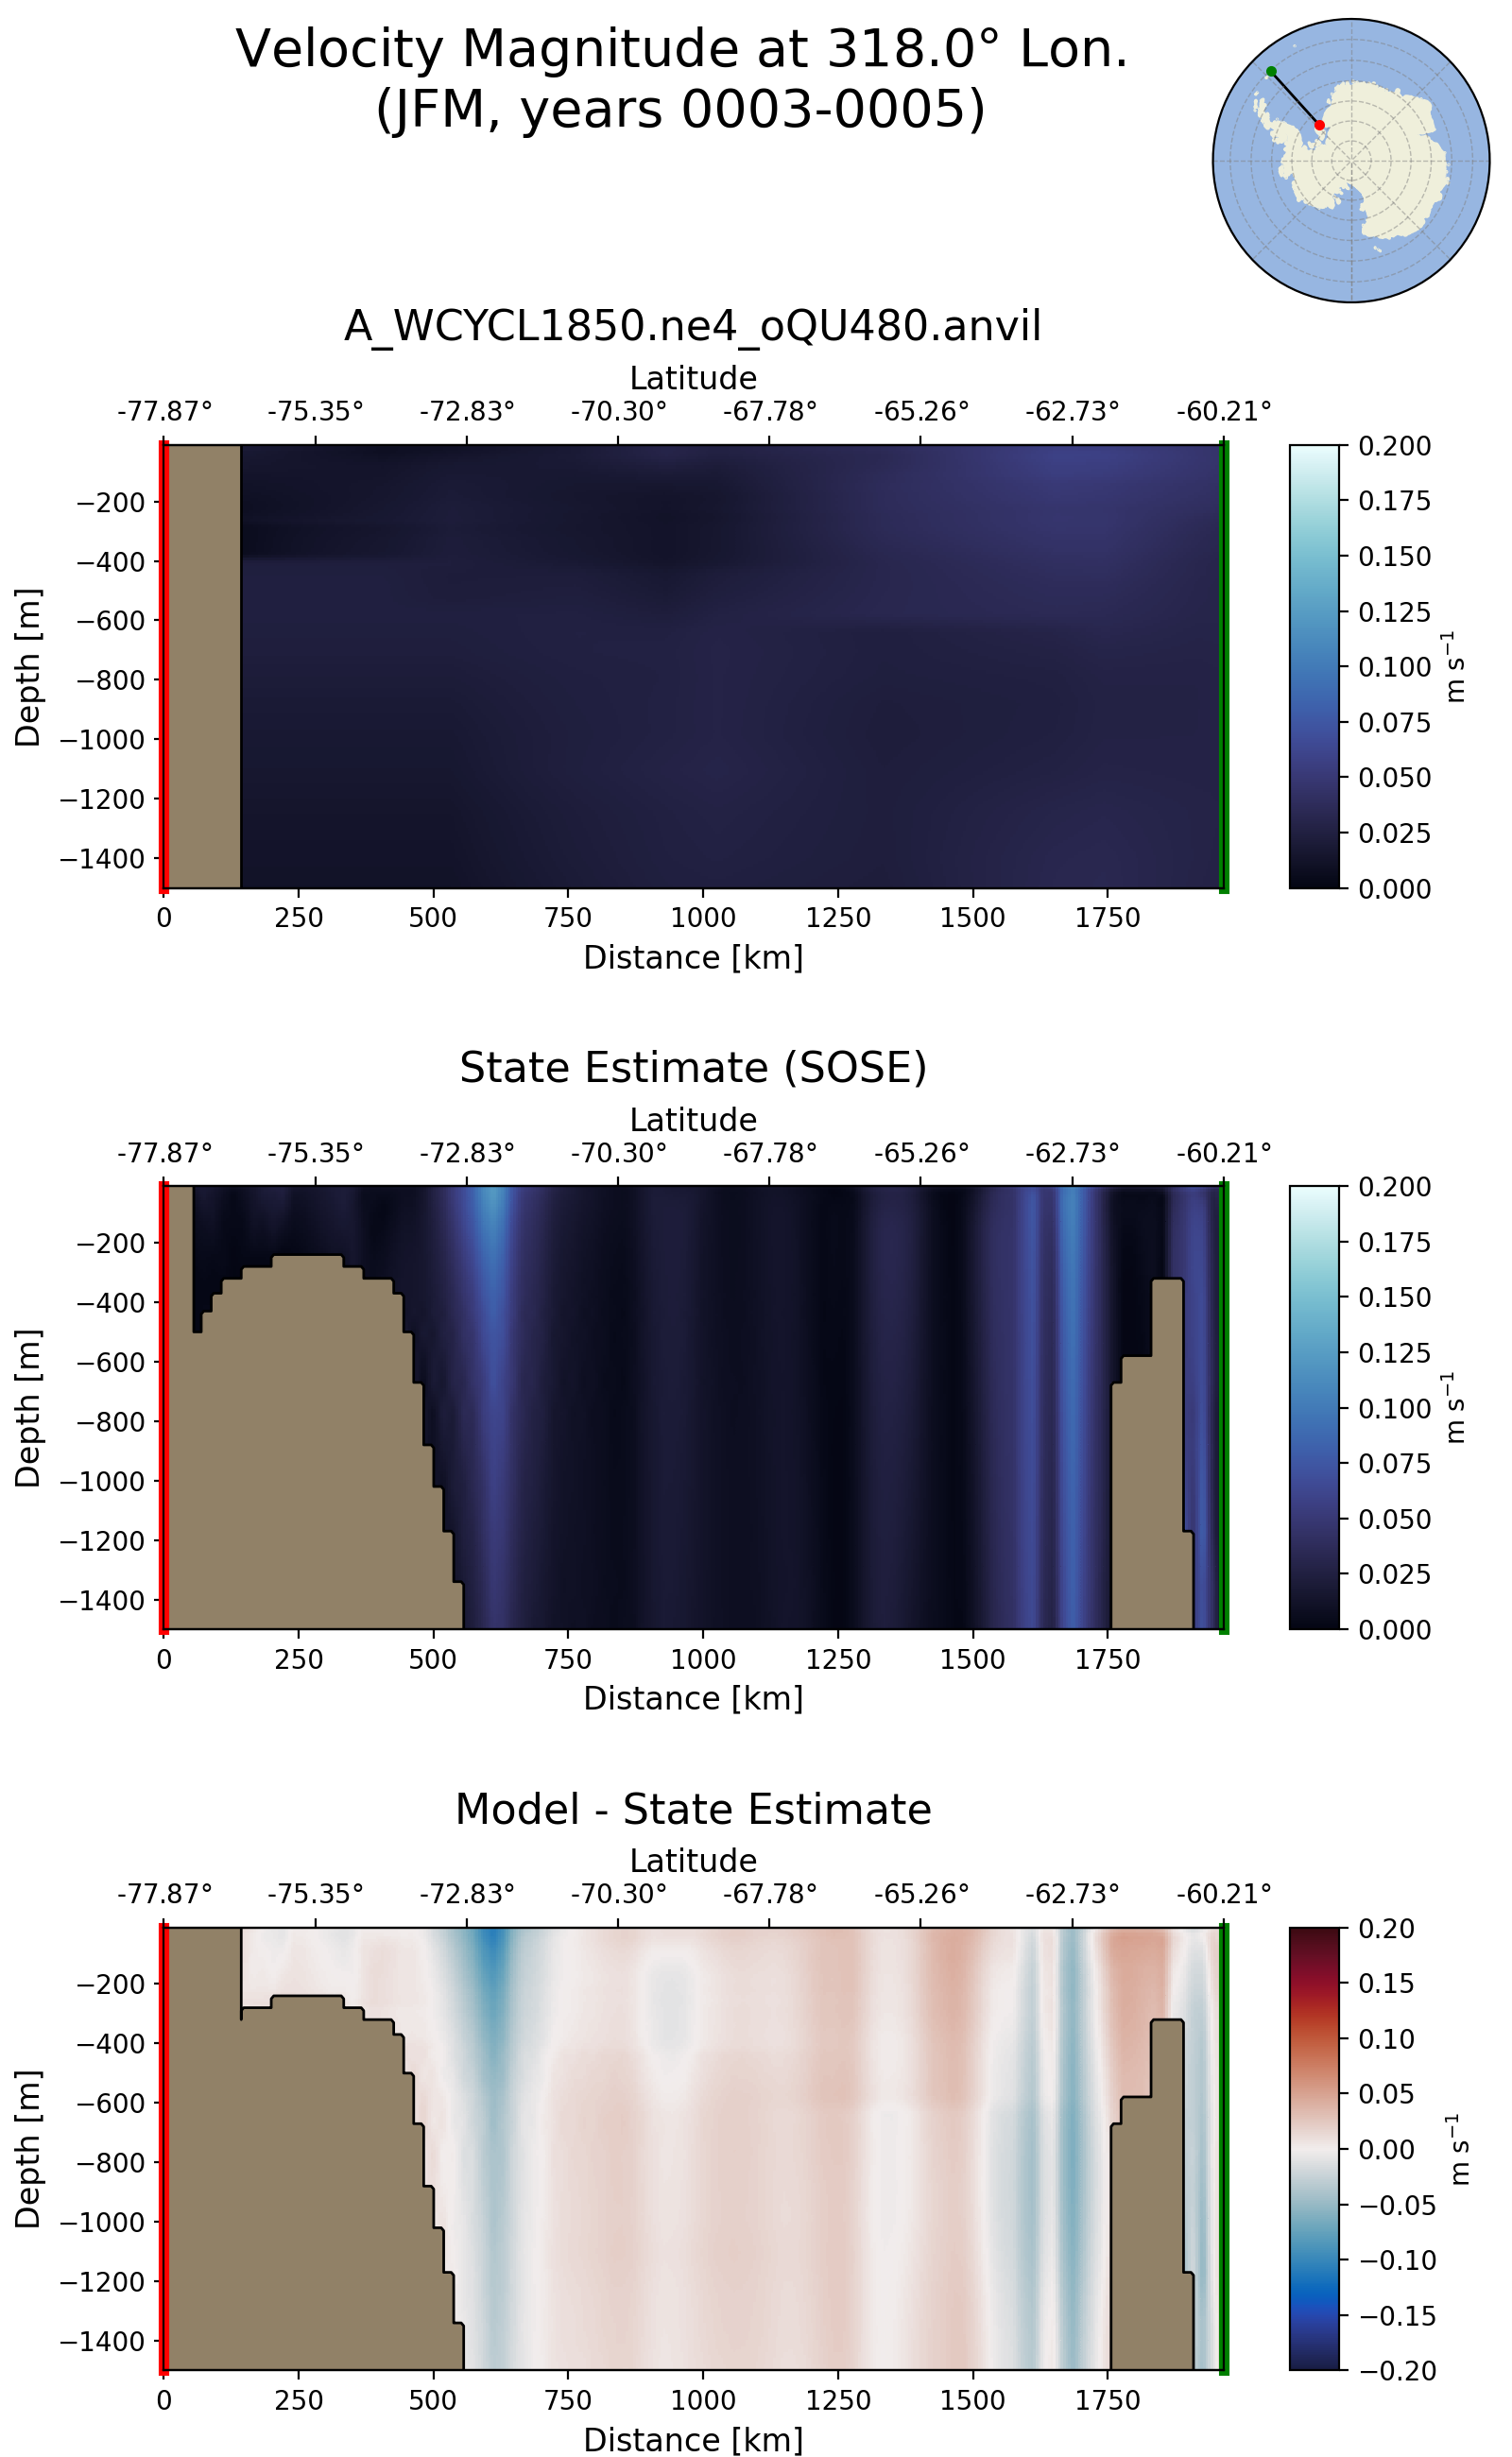 Velocity Magnitude at 318.0° Lon.
(JFM, years 0003-0005)
A_WCYCL1850.ne4_oQU480.anvil
Latitude
-77.87° -75.35° -72.83° -70.30° -67.78° -65.26° -62.73° -60.21°
Depth [m]
−200
−400
−600
−800
−1000
−1200
−1400
0 250 500 750 1000 1250 1500 1750
Distance [km]
0.200
0.175
0.150
0.125
0.100
0.075
0.050
0.025
0.000
m s⁻¹
State Estimate (SOSE)
Latitude
-77.87° -75.35° -72.83° -70.30° -67.78° -65.26° -62.73° -60.21°
Depth [m]
−200
−400
−600
−800
−1000
−1200
−1400
0 250 500 750 1000 1250 1500 1750
Distance [km]
0.200
0.175
0.150
0.125
0.100
0.075
0.050
0.025
0.000
m s⁻¹
Model - State Estimate
Latitude
-77.87° -75.35° -72.83° -70.30° -67.78° -65.26° -62.73° -60.21°
Depth [m]
−200
−400
−600
−800
−1000
−1200
−1400
0 250 500 750 1000 1250 1500 1750
Distance [km]
0.20
0.15
0.10
0.05
0.00
−0.05
−0.10
−0.15
−0.20
m s⁻¹